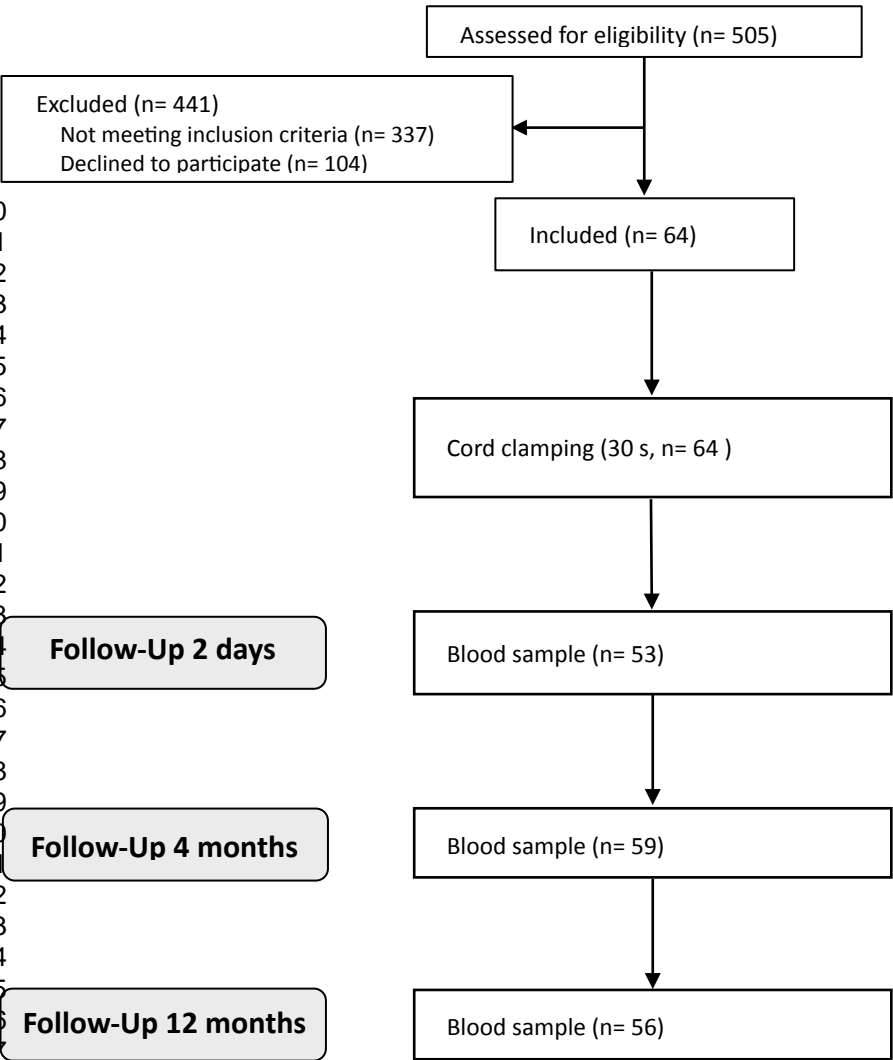 Assessed for eligibility (n= 505)
Excluded (n= 441)
Not meeting inclusion criteria (n= 337)
Declined to participate (n= 104)
Included (n= 64)
Cord clamping (30 s, n= 64 )
Follow-Up 2 days
Blood sample (n= 53)
Follow-Up 4 months
Blood sample (n= 59)
Follow-Up 12 months
Blood sample (n= 56)